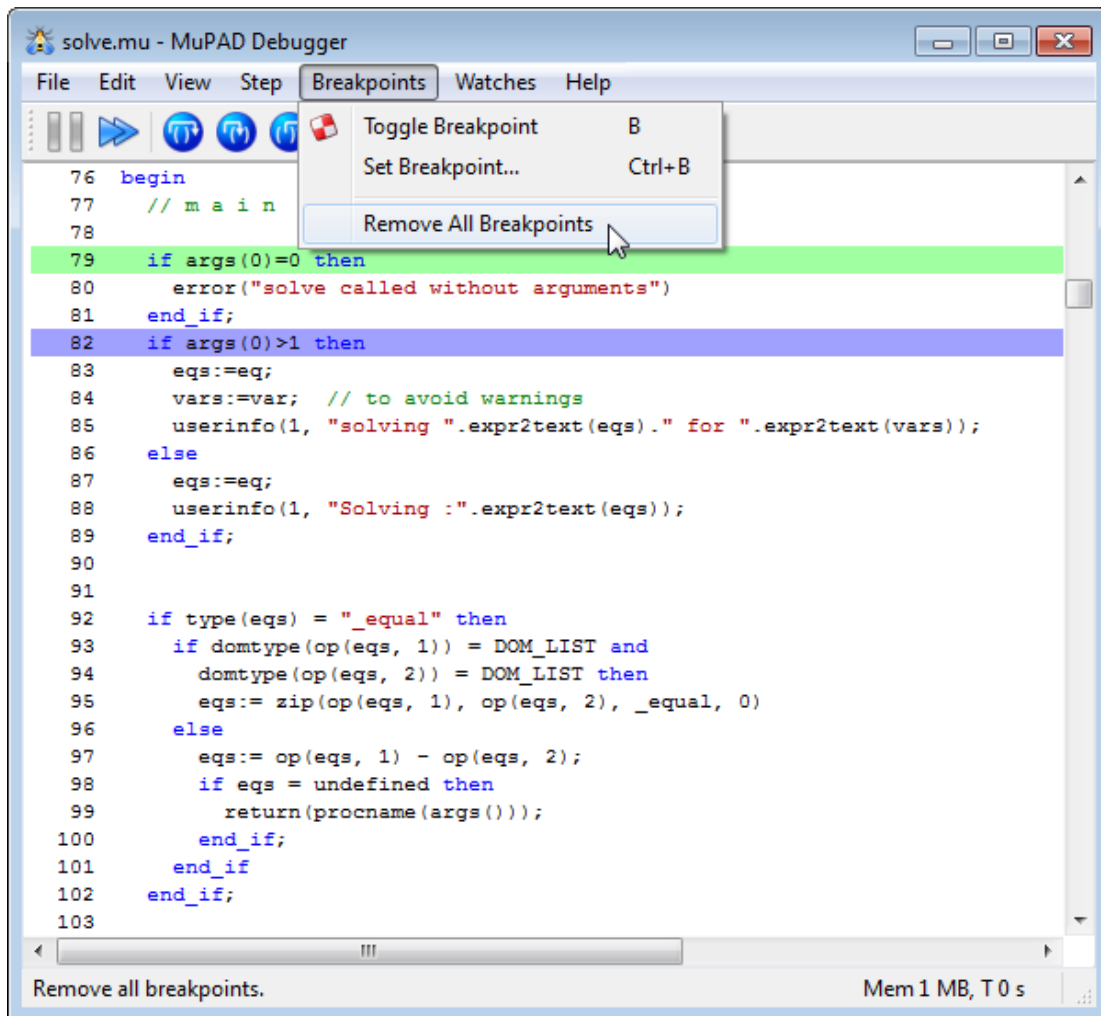 solve.mu - MuPAD Debugger
File Edit View Step Breakpoints Watches Help
Toggle Breakpoint B
Set Breakpoint... Ctrl+B
Remove All Breakpoints
76 begin
77 // m a i n
78
79 if args(0)=0 then
80 error("solve called without arguments")
81 end_if;
82 if args(0)>1 then
83 eqs:=eq;
84 vars:=var; // to avoid warnings
85 userinfo(1, "solving ".expr2text(eqs)." for ".expr2text(vars));
86 else
87 eqs:=eq;
88 userinfo(1, "Solving :".expr2text(eqs));
89 end_if;
90
91
92 if type(eqs) = "_equal" then
93 if domtype(op(eqs, 1)) = DOM_LIST and
94 domtype(op(eqs, 2)) = DOM_LIST then
95 eqs:= zip(op(eqs, 1), op(eqs, 2), _equal, 0)
96 else
97 eqs:= op(eqs, 1) - op(eqs, 2);
98 if eqs = undefined then
99 return(procname(args()));
100 end_if;
101 end_if
102 end_if;
103
Remove all breakpoints. Mem 1 MB, T 0 s